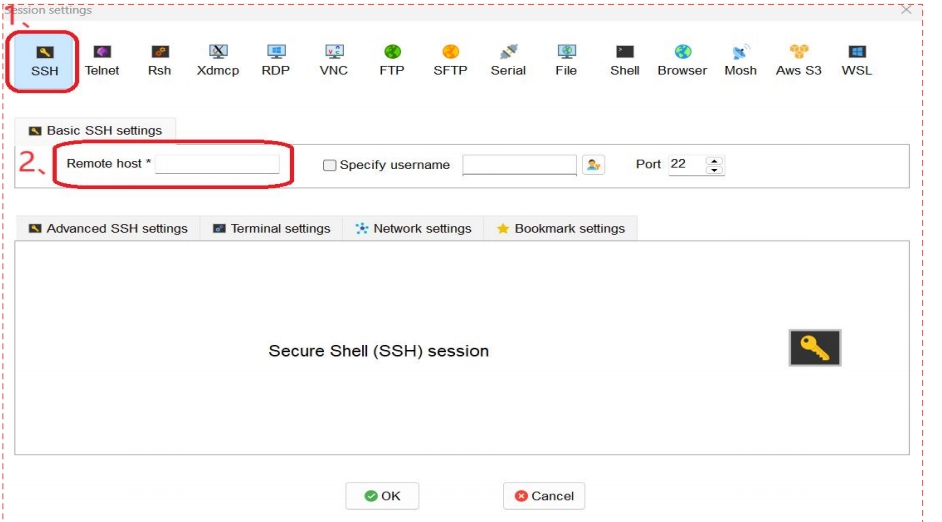 Session settings
1、
SSH Telnet Rsh Xdmcp RDP VNC FTP SFTP Serial File Shell Browser Mosh Aws S3 WSL
Basic SSH settings
2、 Remote host * Specify username Port 22
Advanced SSH settings Terminal settings Network settings Bookmark settings
Secure Shell (SSH) session
OK Cancel